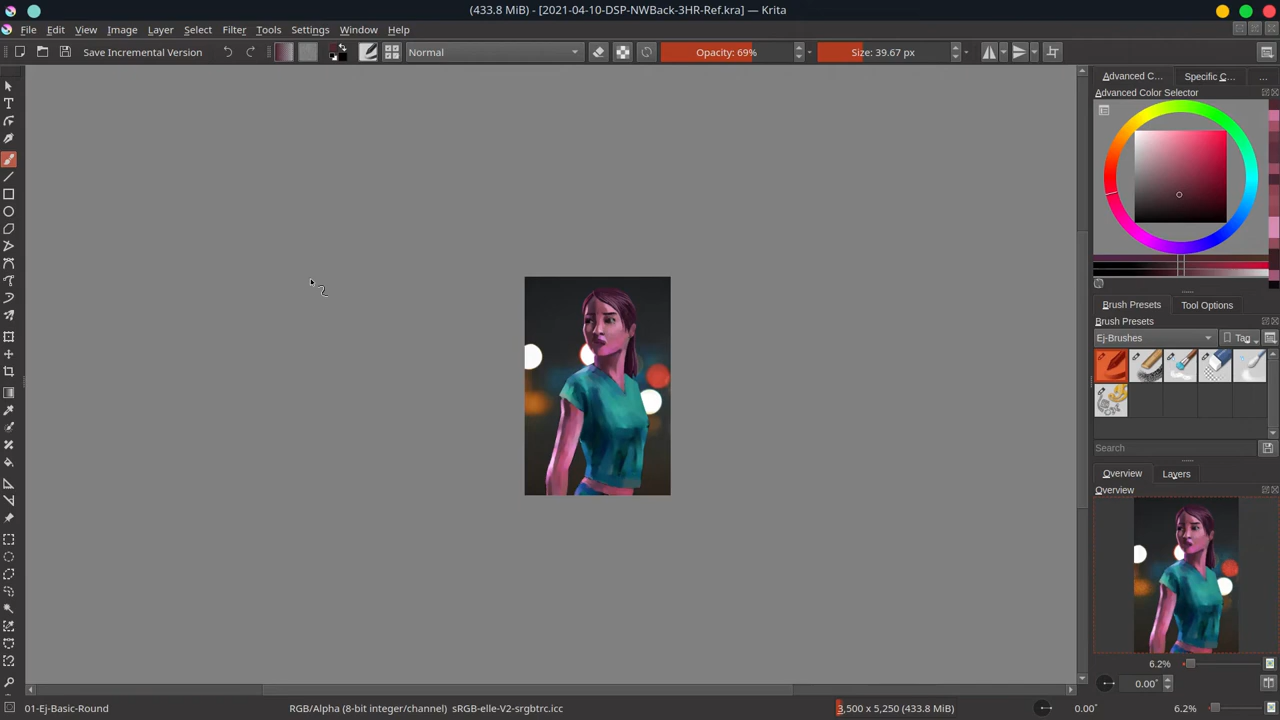 (433.8 MiB) - [2021-04-10-DSP-NWBack-3HR-Ref.kra] — Krita
File Edit View Image Layer Select Filter Tools Settings Window Help
Save Incremental Version Normal Opacity: 69% Size: 39.67 px
Advanced C... Specific C... ...
Advanced Color Selector
Brush Presets Tool Options
Brush Presets
Ej-Brushes Tag
Search
Overview Layers
Overview
6.2%
0.00°
01-Ej-Basic-Round RGB/Alpha (8-bit integer/channel) sRGB-elle-V2-srgbtrc.icc 3,500 x 5,250 (433.8 MiB) 0.00° 6.2%